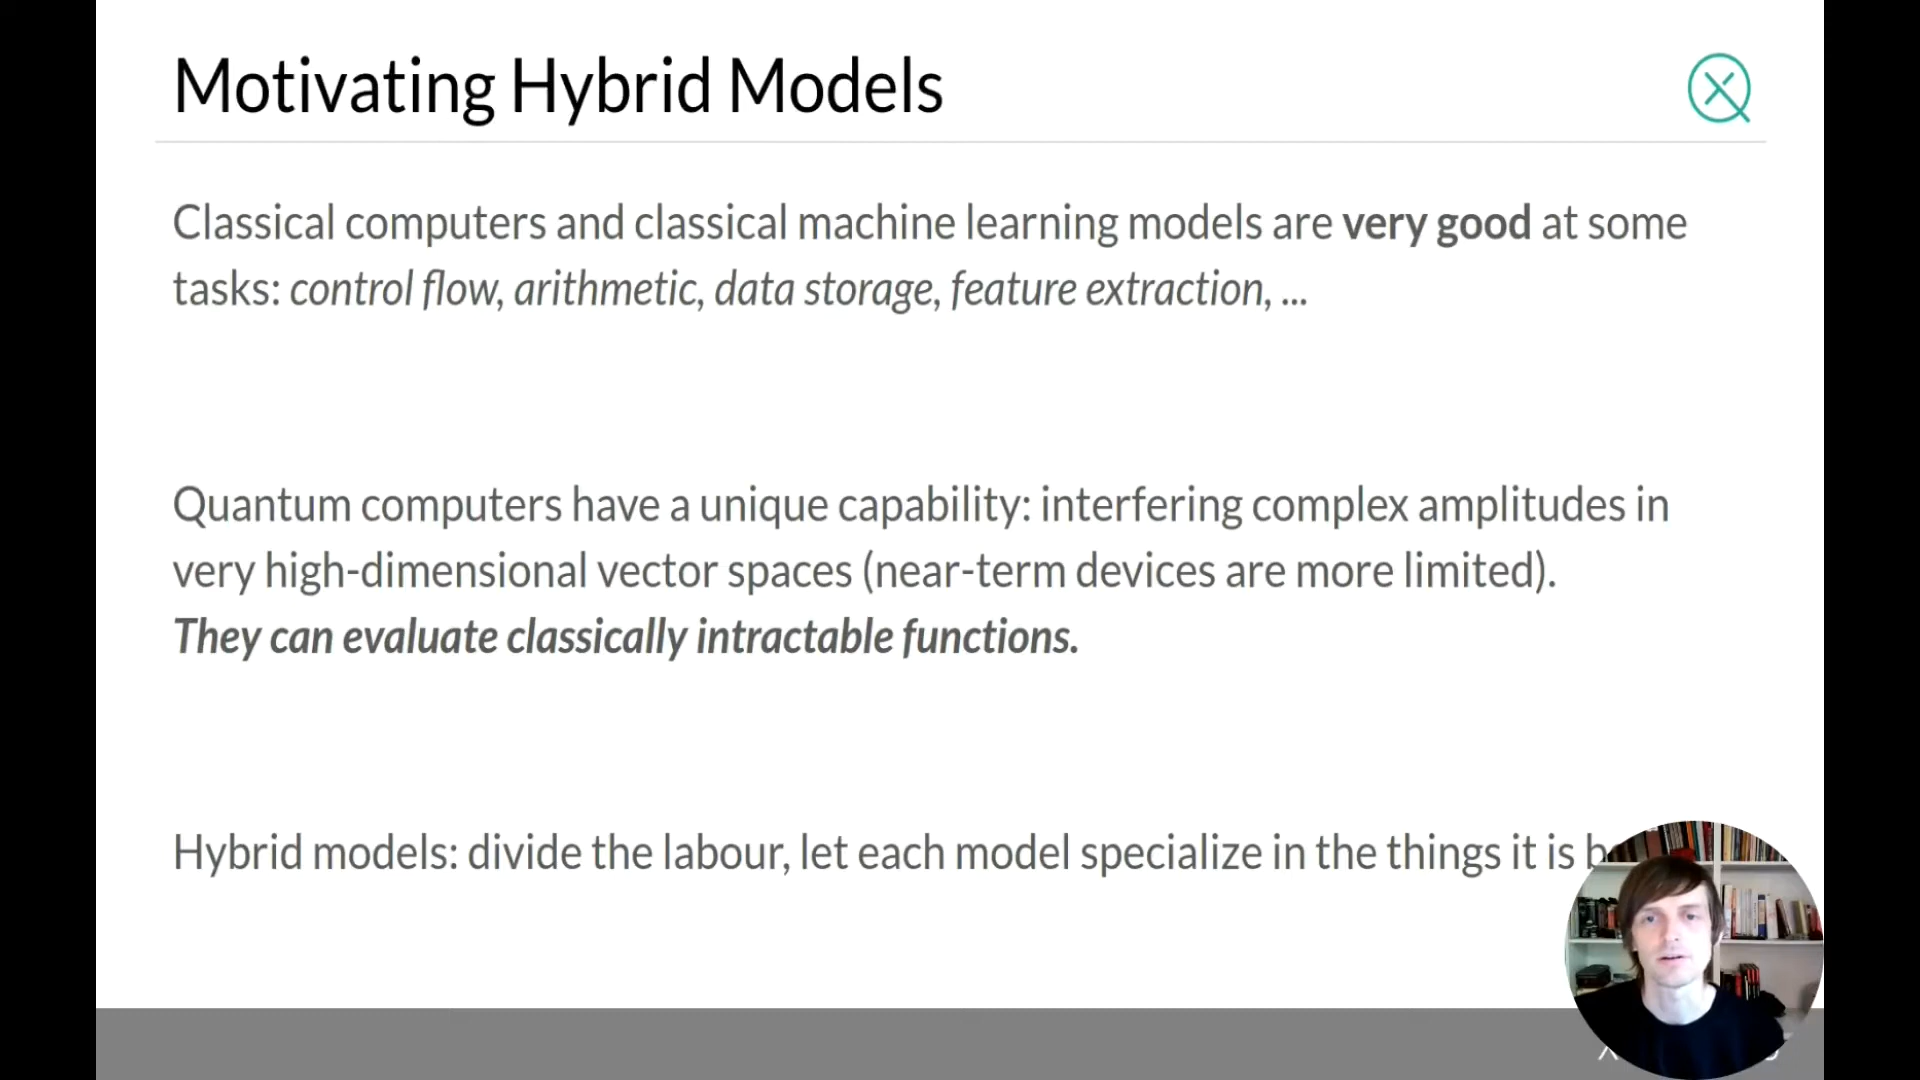 Motivating Hybrid Models
Classical computers and classical machine learning models are very good at some
tasks: control flow, arithmetic, data storage, feature extraction, ...
Quantum computers have a unique capability: interfering complex amplitudes in
very high-dimensional vector spaces (near-term devices are more limited).
They can evaluate classically intractable functions.
Hybrid models: divide the labour, let each model specialize in the things it is